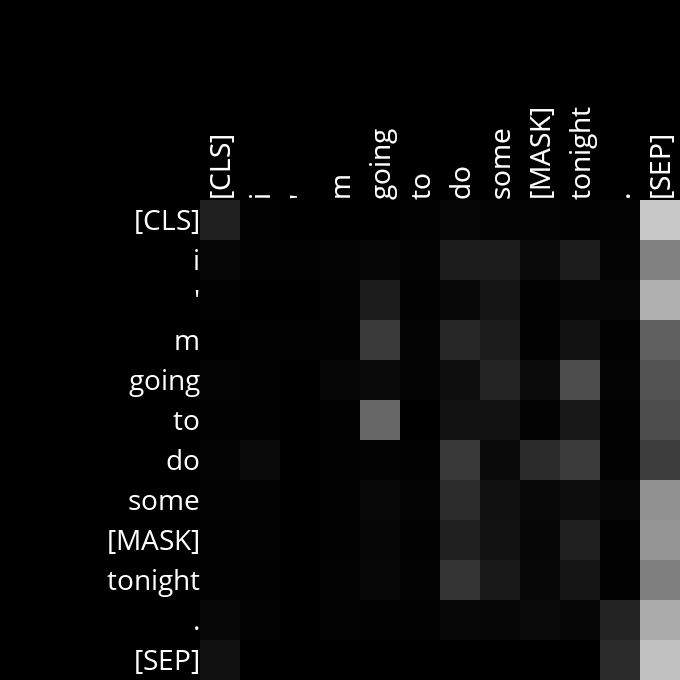 [CLS] i ' m going to do some [MASK] tonight . [SEP]
[CLS]
i
'
m
going
to
do
some
[MASK]
tonight
.
[SEP]